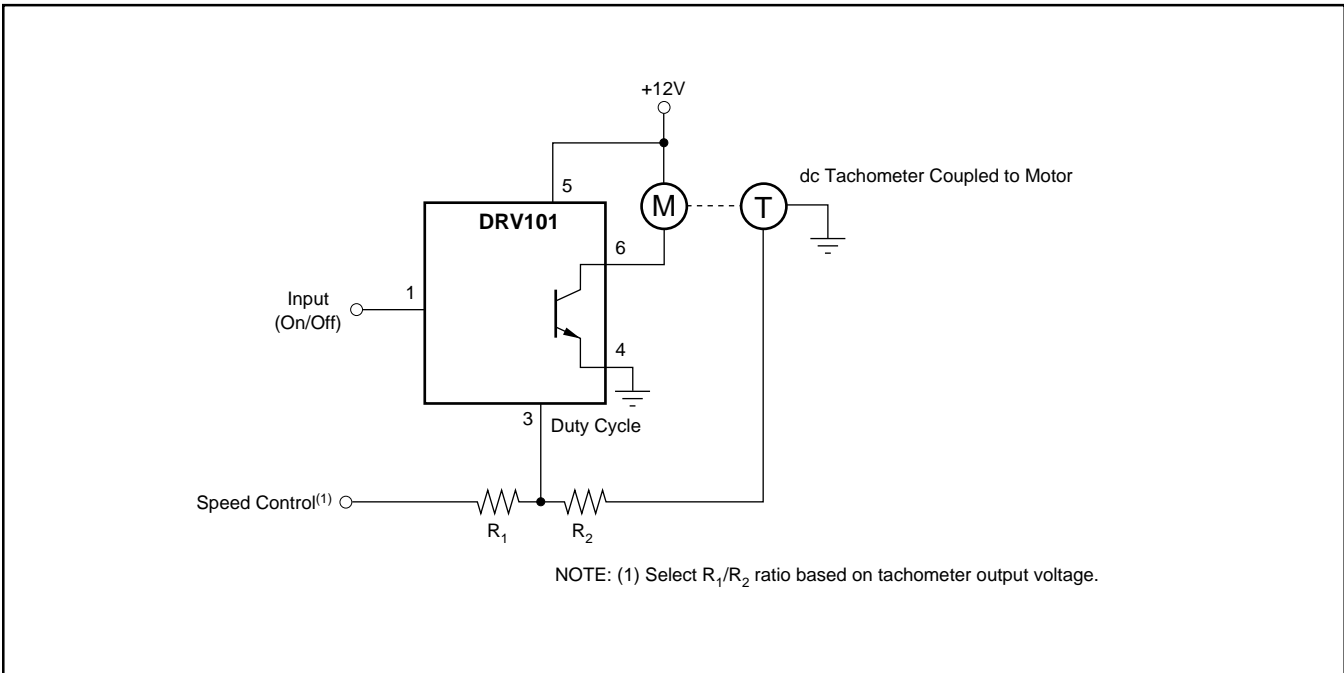 +12V
dc Tachometer Coupled to Motor
5
M
T
DRV101
6
1
Input
(On/Off)
4
3
Duty Cycle
Speed Control(1)
R1
R2
NOTE: (1) Select R1/R2 ratio based on tachometer output voltage.